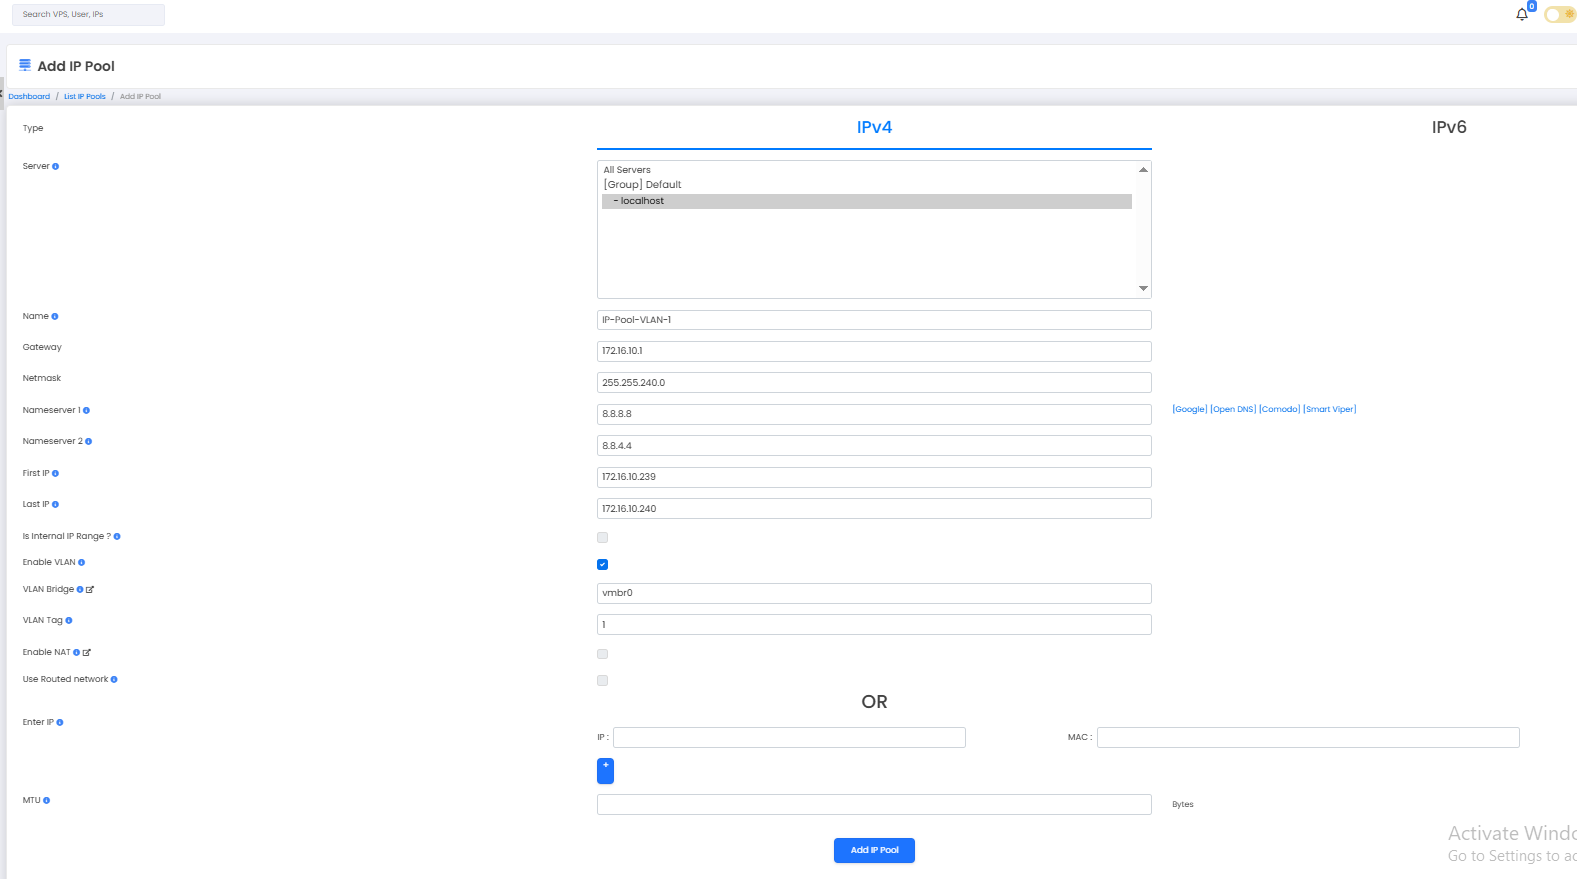 Search VPS, User, IPs
0
Add IP Pool
Dashboard / List IP Pools / Add IP Pool
Type IPv4 IPv6
Server
All Servers
[Group] Default
- localhost
Name IP-Pool-VLAN-1
Gateway 172.16.10.1
Netmask 255.255.240.0
Nameserver 1 8.8.8.8 [Google] [Open DNS] [Comodo] [Smart Viper]
Nameserver 2 8.8.4.4
First IP 172.16.10.239
Last IP 172.16.10.240
Is Internal IP Range ?
Enable VLAN
VLAN Bridge vmbr0
VLAN Tag 1
Enable NAT
Use Routed network
OR
Enter IP
IP : MAC :
+
MTU Bytes
Add IP Pool
Activate Windo
Go to Settings to ac